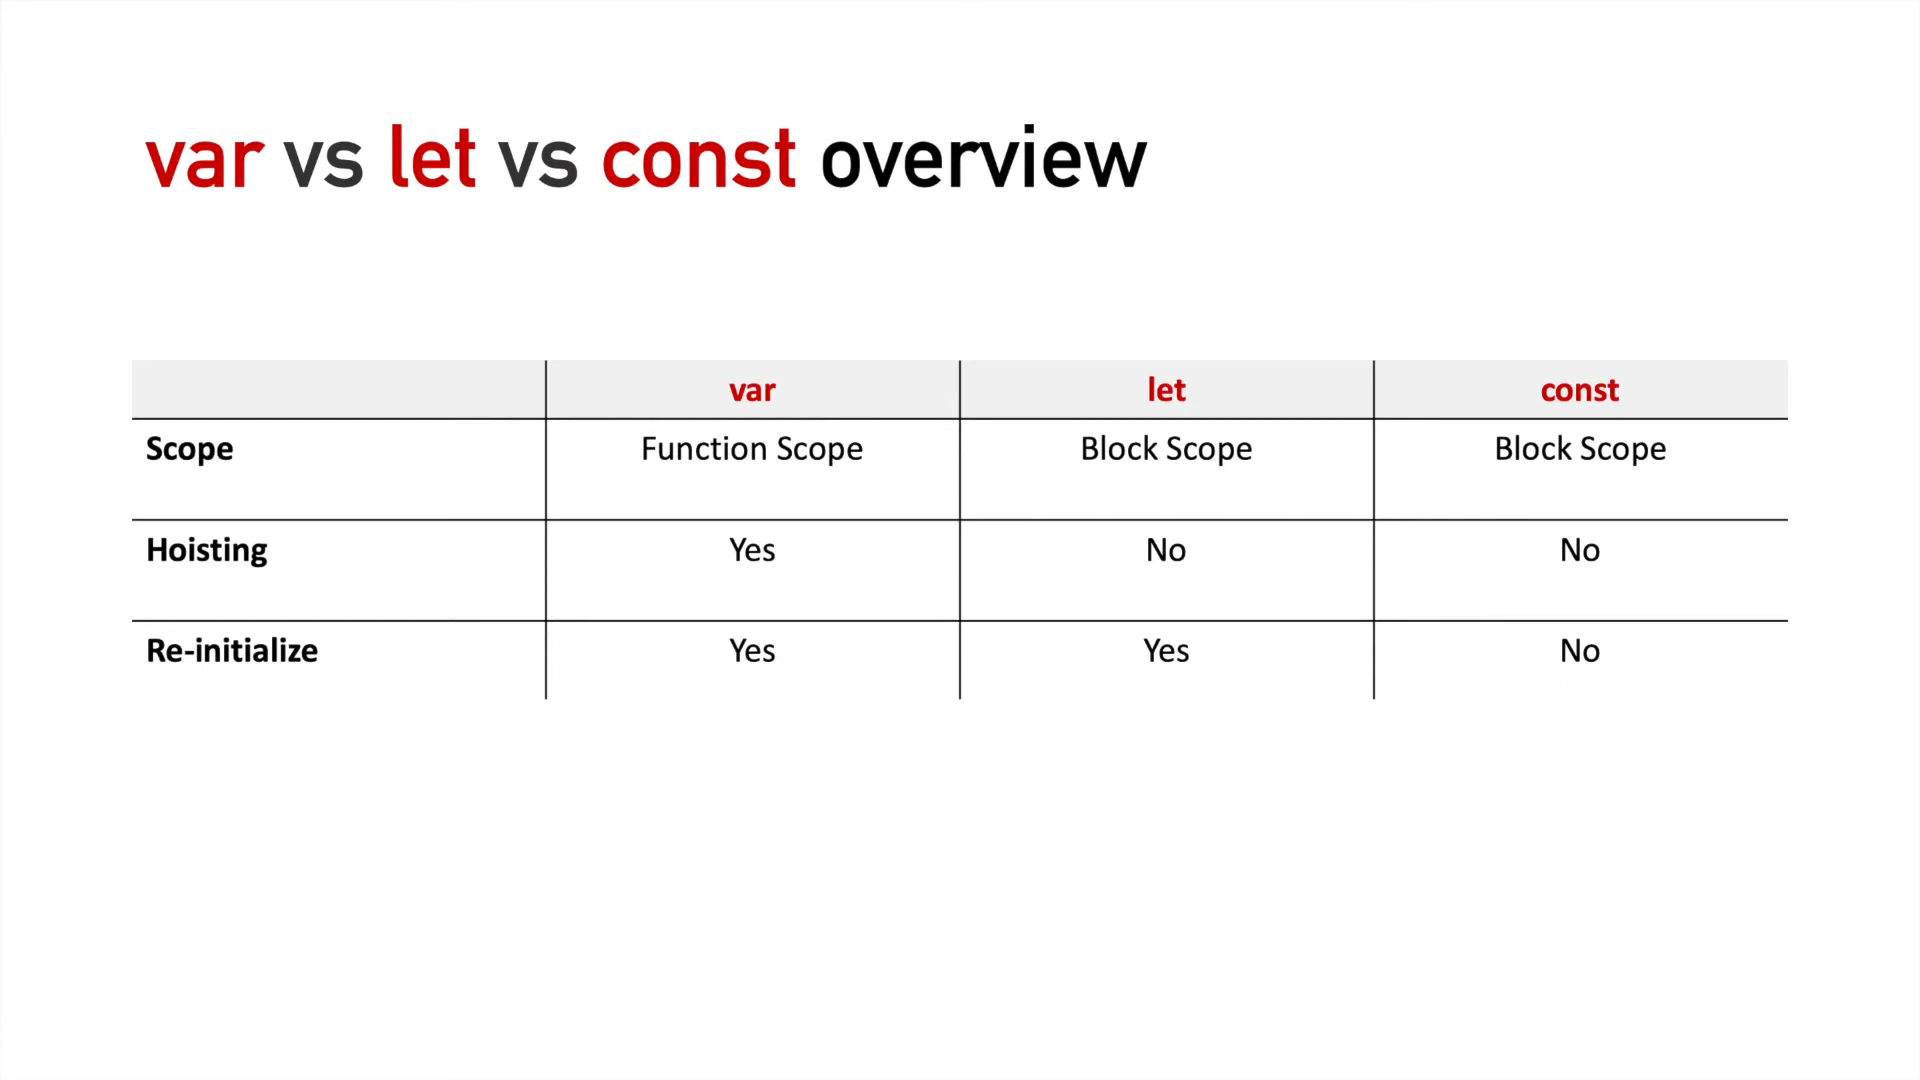 var vs let vs const overview
var let const
Scope Function Scope Block Scope Block Scope
Hoisting Yes No No
Re-initialize Yes Yes No